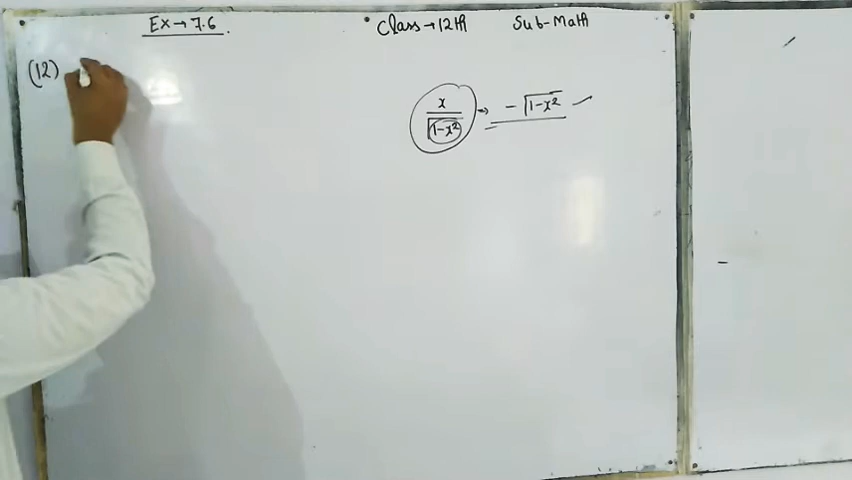 Ex→7.6.
Class→12th
Sub-Math
(12)
x/√(1-x²) → -√(1-x²)